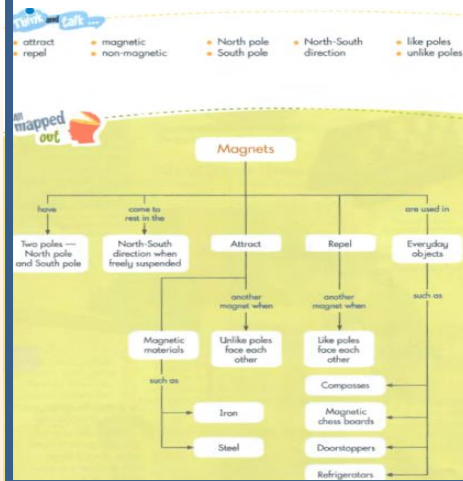 Think and talk ...
attract
repel
magnetic
non-magnetic
North pole
South pole
North-South
direction
like poles
unlike poles
mapped
out
Magnets
have
come to
rest in the
are used in
Two poles —
North pole
and South pole
North-South
direction when
freely suspended
Attract
Repel
Everyday
objects
another
magnet when
another
magnet when
such as
Magnetic
materials
Unlike poles
face each
other
Like poles
face each
other
such as
Iron
Steel
Compasses
Magnetic
chess boards
Doorstoppers
Refrigerators